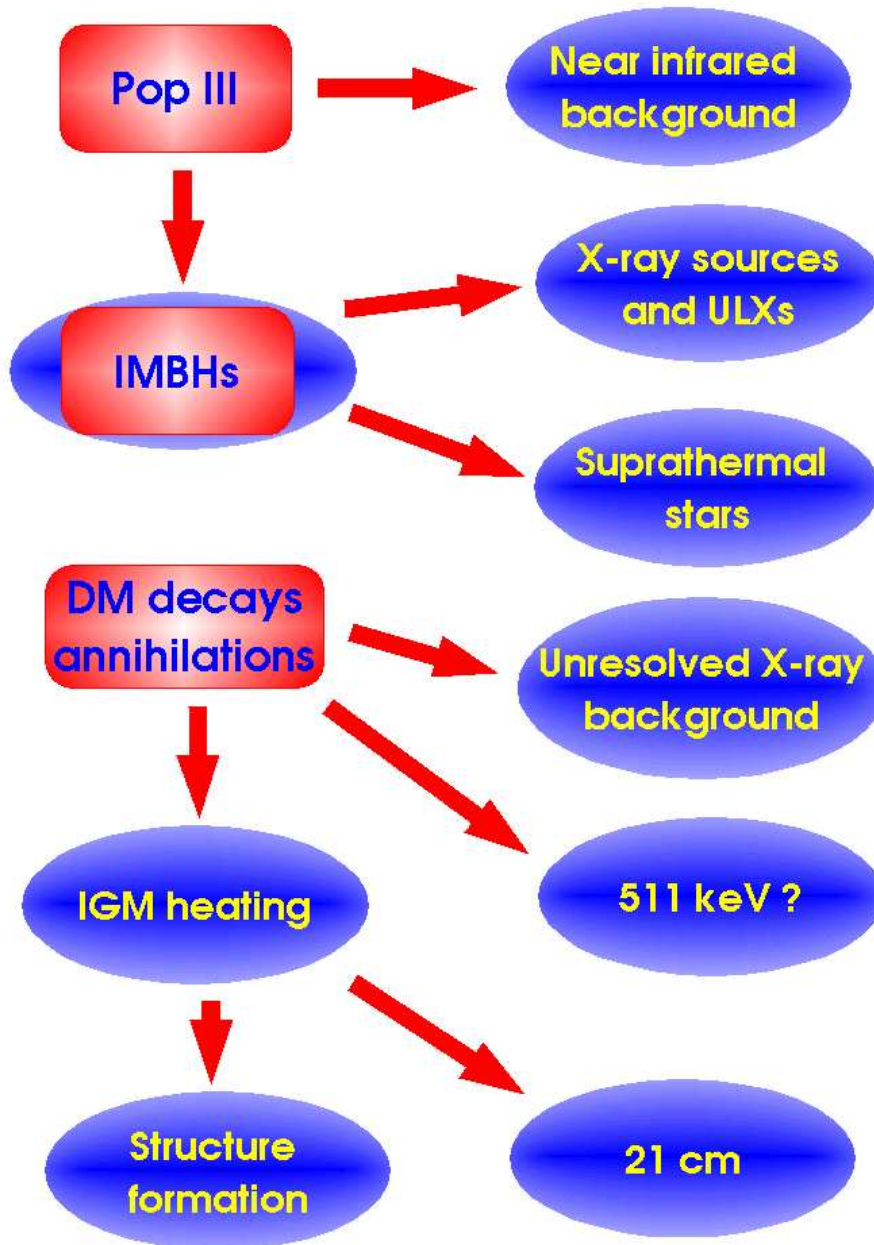 Pop III
Near infrared
background
X-ray sources
and ULXs
IMBHs
Suprathermal
stars
DM decays
annihilations
Unresolved X-ray
background
IGM heating
511 keV ?
Structure
formation
21 cm